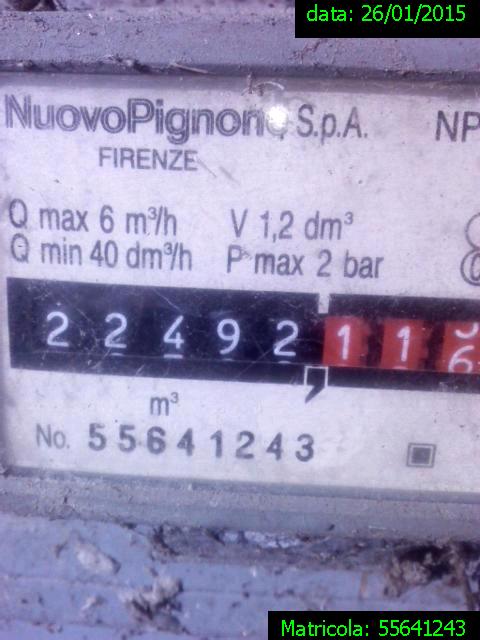 data: 26/01/2015
NuovoPignone S.p.A. NP
FIRENZE
Q max 6 m³/h V 1,2 dm³
Q min 40 dm³/h P max 2 bar
2 2 4 9 2 1 1 6
,
m³
No. 55641243
Matricola: 55641243